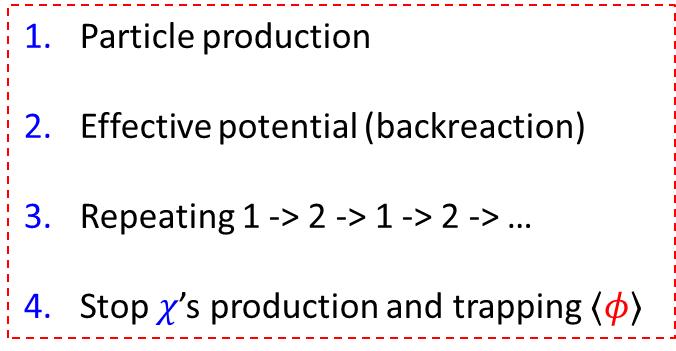 1. Particle production
2. Effective potential (backreaction)
3. Repeating 1 -> 2 -> 1 -> 2 -> …
4. Stop χ’s production and trapping ⟨ϕ⟩